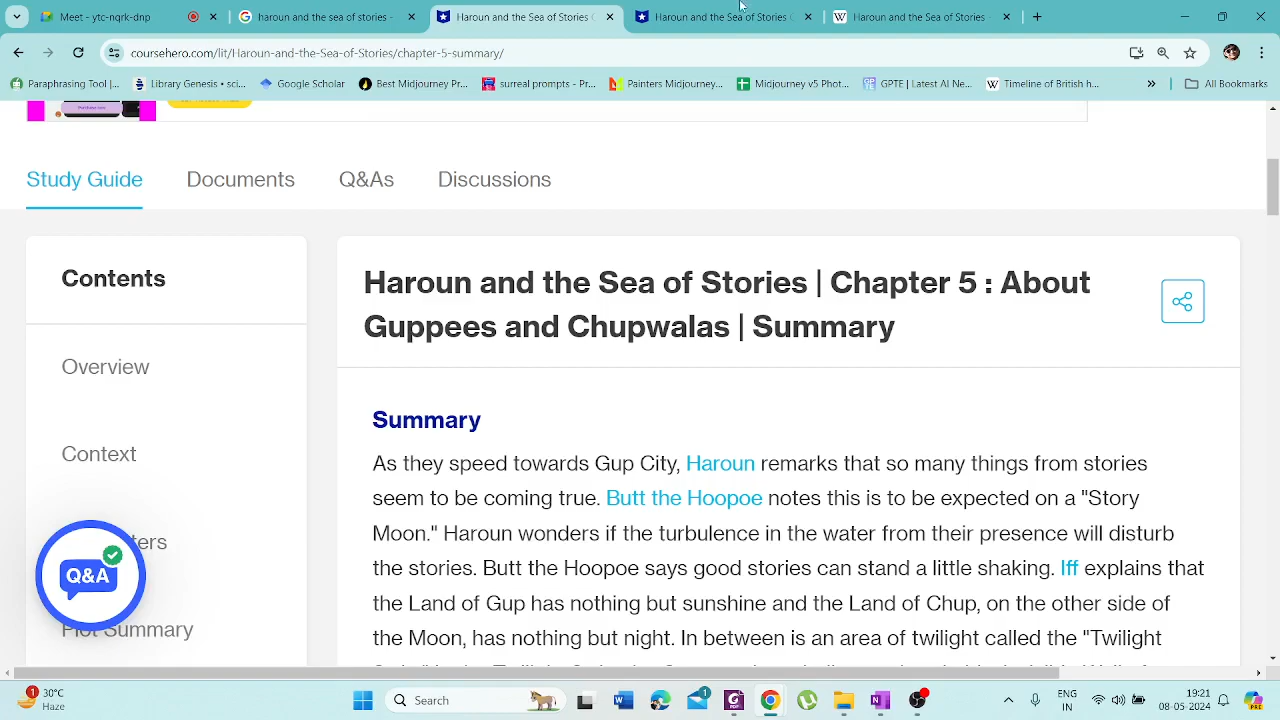 Meet - ytc-nqrk-dnp
haroun and the sea of stories -
Haroun and the Sea of Stories
Haroun and the Sea of Stories
Haroun and the Sea of Stories -
coursehero.com/lit/Haroun-and-the-Sea-of-Stories/chapter-5-summary/
Parphrasing Tool |...
Library Genesis • sci...
Google Scholar
Best Midjourney Pr...
surreal prompts - Pr...
Painters Midjourney...
Midjourney v5 Phot...
GPTE | Latest AI Ne...
Timeline of British h...
All Bookmarks
Study Guide
Documents
Q&As
Discussions
Contents
Overview
Context
ters
Plot Summary
Q&A
Haroun and the Sea of Stories | Chapter 5 : About
Guppees and Chupwalas | Summary
Summary
As they speed towards Gup City, Haroun remarks that so many things from stories
seem to be coming true. Butt the Hoopoe notes this is to be expected on a "Story
Moon." Haroun wonders if the turbulence in the water from their presence will disturb
the stories. Butt the Hoopoe says good stories can stand a little shaking. Iff explains that
the Land of Gup has nothing but sunshine and the Land of Chup, on the other side of
the Moon, has nothing but night. In between is an area of twilight called the "Twilight
1
30°C
Haze
Search
1
ENG
IN
19:21
08-05-2024